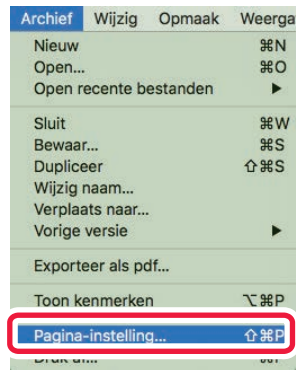 Archief Wijzig Opmaak Weerga
Nieuw ⌘N
Open... ⌘O
Open recente bestanden ▶
Sluit ⌘W
Bewaar... ⌘S
Dupliceer ⇧⌘S
Wijzig naam...
Verplaats naar...
Vorige versie ▶
Exporteer als pdf...
Toon kenmerken ⌥⌘P
Pagina-instelling... ⇧⌘P